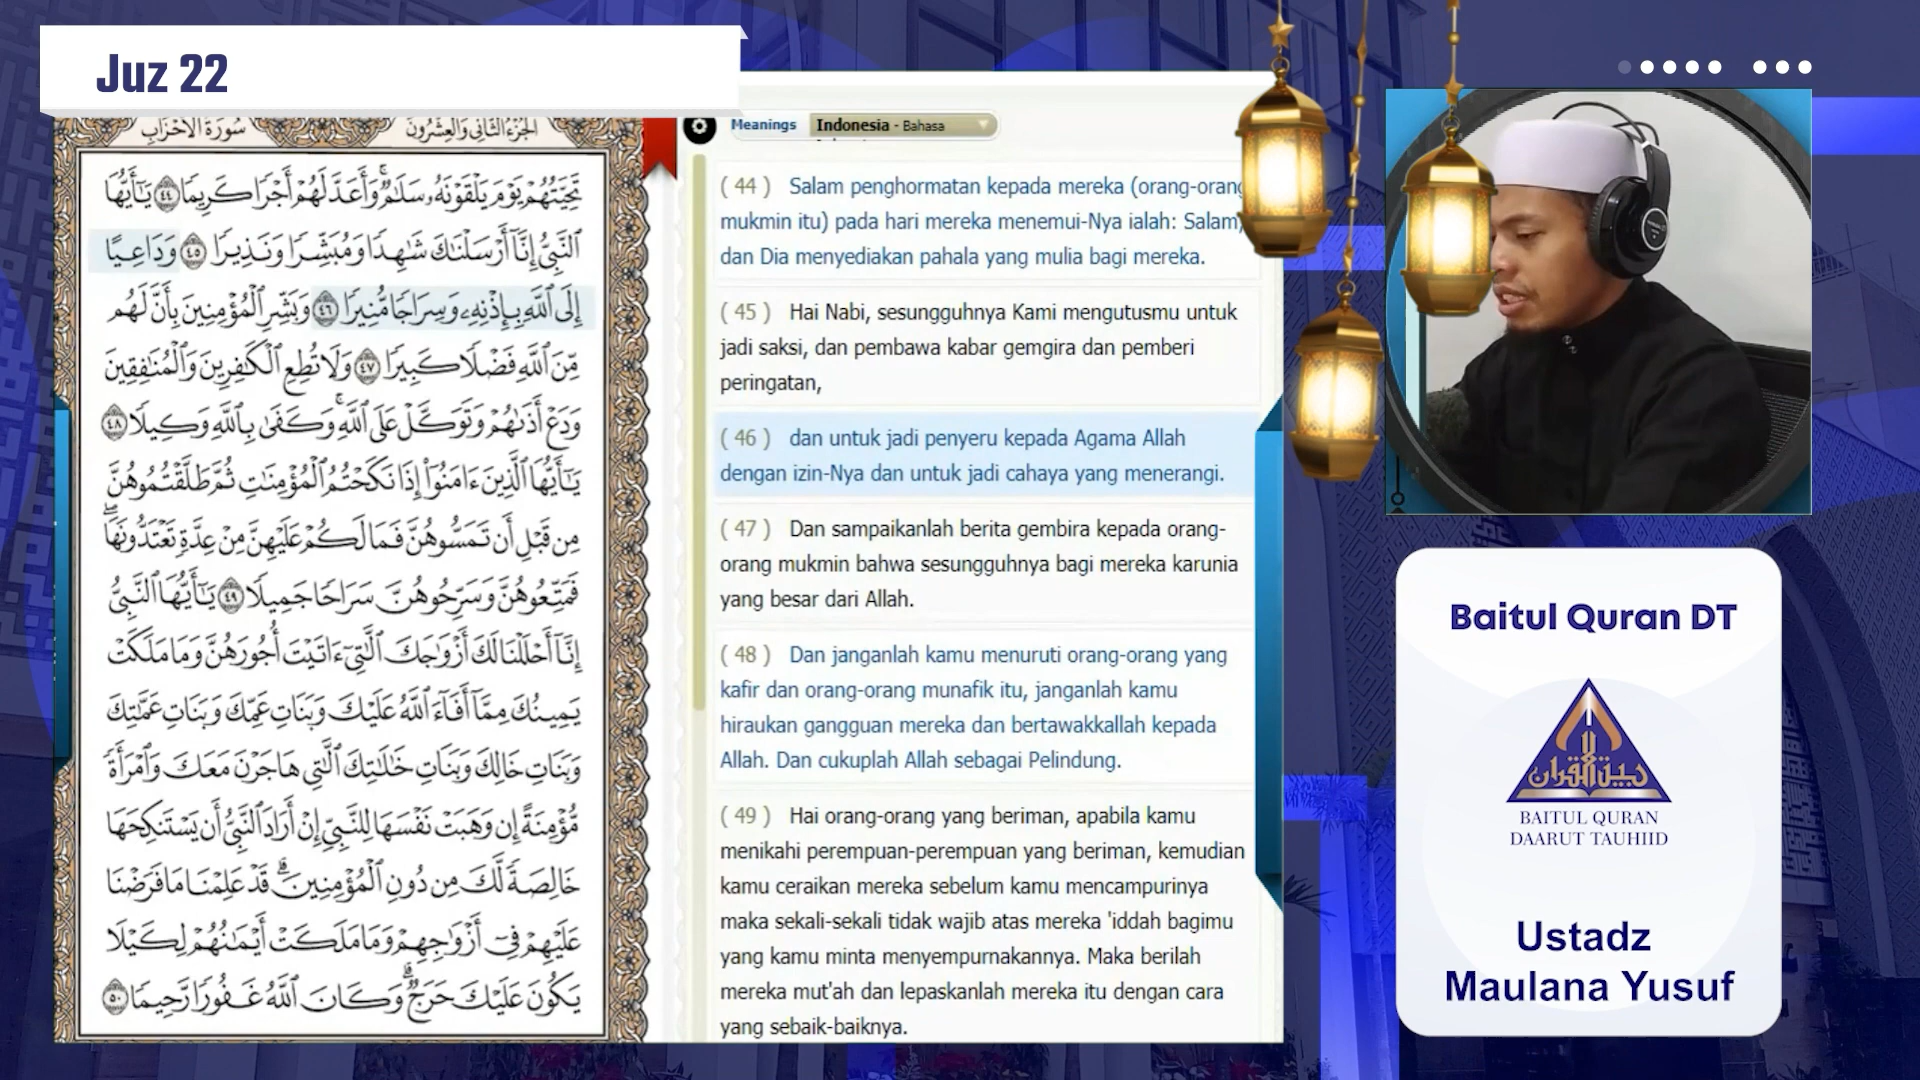 Juz 22
سُورَةُ الأَحْزَابِ
الجُزْءُ الثَّانِي وَالعِشْرُونَ
تَحِيَّتُهُمْ يَوْمَ يَلْقَوْنَهُۥ سَلَٰمٌۭ ۚ وَأَعَدَّ لَهُمْ أَجْرًۭا كَرِيمًۭا ٤٤ يَٰٓأَيُّهَا
ٱلنَّبِىُّ إِنَّآ أَرْسَلْنَٰكَ شَٰهِدًۭا وَمُبَشِّرًۭا وَنَذِيرًۭا ٤٥ وَدَاعِيًا
إِلَى ٱللَّهِ بِإِذْنِهِۦ وَسِرَاجًۭا مُّنِيرًۭا ٤٦ وَبَشِّرِ ٱلْمُؤْمِنِينَ بِأَنَّ لَهُم
مِّنَ ٱللَّهِ فَضْلًۭا كَبِيرًۭا ٤٧ وَلَا تُطِعِ ٱلْكَٰفِرِينَ وَٱلْمُنَٰفِقِينَ
وَدَعْ أَذَىٰهُمْ وَتَوَكَّلْ عَلَى ٱللَّهِ ۚ وَكَفَىٰ بِٱللَّهِ وَكِيلًۭا ٤٨
يَٰٓأَيُّهَا ٱلَّذِينَ ءَامَنُوٓا۟ إِذَا نَكَحْتُمُ ٱلْمُؤْمِنَٰتِ ثُمَّ طَلَّقْتُمُوهُنَّ
مِن قَبْلِ أَن تَمَسُّوهُنَّ فَمَا لَكُمْ عَلَيْهِنَّ مِنْ عِدَّةٍۢ تَعْتَدُّونَهَا ۖ
فَمَتِّعُوهُنَّ وَسَرِّحُوهُنَّ سَرَاحًۭا جَمِيلًۭا ٤٩ يَٰٓأَيُّهَا ٱلنَّبِىُّ
إِنَّآ أَحْلَلْنَا لَكَ أَزْوَٰجَكَ ٱلَّٰتِىٓ ءَاتَيْتَ أُجُورَهُنَّ وَمَا مَلَكَتْ
يَمِينُكَ مِمَّآ أَفَآءَ ٱللَّهُ عَلَيْكَ وَبَنَاتِ عَمِّكَ وَبَنَاتِ عَمَّٰتِكَ
وَبَنَاتِ خَالِكَ وَبَنَاتِ خَٰلَٰتِكَ ٱلَّٰتِى هَاجَرْنَ مَعَكَ وَٱمْرَأَةًۭ
مُّؤْمِنَةً إِن وَهَبَتْ نَفْسَهَا لِلنَّبِىِّ إِنْ أَرَادَ ٱلنَّبِىُّ أَن يَسْتَنكِحَهَا
خَالِصَةًۭ لَّكَ مِن دُونِ ٱلْمُؤْمِنِينَ ۗ قَدْ عَلِمْنَا مَا فَرَضْنَا
عَلَيْهِمْ فِىٓ أَزْوَٰجِهِمْ وَمَا مَلَكَتْ أَيْمَٰنُهُمْ لِكَيْلَا
يَكُونَ عَلَيْكَ حَرَجٌۭ ۗ وَكَانَ ٱللَّهُ غَفُورًۭا رَّحِيمًۭا ٥٠
Meanings Indonesia - Bahasa
( 44 ) Salam penghormatan kepada mereka (orang-orang
mukmin itu) pada hari mereka menemui-Nya ialah: Salam;
dan Dia menyediakan pahala yang mulia bagi mereka.
( 45 ) Hai Nabi, sesungguhnya Kami mengutusmu untuk
jadi saksi, dan pembawa kabar gemgira dan pemberi
peringatan,
( 46 ) dan untuk jadi penyeru kepada Agama Allah
dengan izin-Nya dan untuk jadi cahaya yang menerangi.
( 47 ) Dan sampaikanlah berita gembira kepada orang-
orang mukmin bahwa sesungguhnya bagi mereka karunia
yang besar dari Allah.
( 48 ) Dan janganlah kamu menuruti orang-orang yang
kafir dan orang-orang munafik itu, janganlah kamu
hiraukan gangguan mereka dan bertawakkallah kepada
Allah. Dan cukuplah Allah sebagai Pelindung.
( 49 ) Hai orang-orang yang beriman, apabila kamu
menikahi perempuan-perempuan yang beriman, kemudian
kamu ceraikan mereka sebelum kamu mencampurinya
maka sekali-sekali tidak wajib atas mereka 'iddah bagimu
yang kamu minta menyempurnakannya. Maka berilah
mereka mut'ah dan lepaskanlah mereka itu dengan cara
yang sebaik-baiknya.
Baitul Quran DT
بيت القران
BAITUL QURAN
DAARUT TAUHIID
Ustadz
Maulana Yusuf